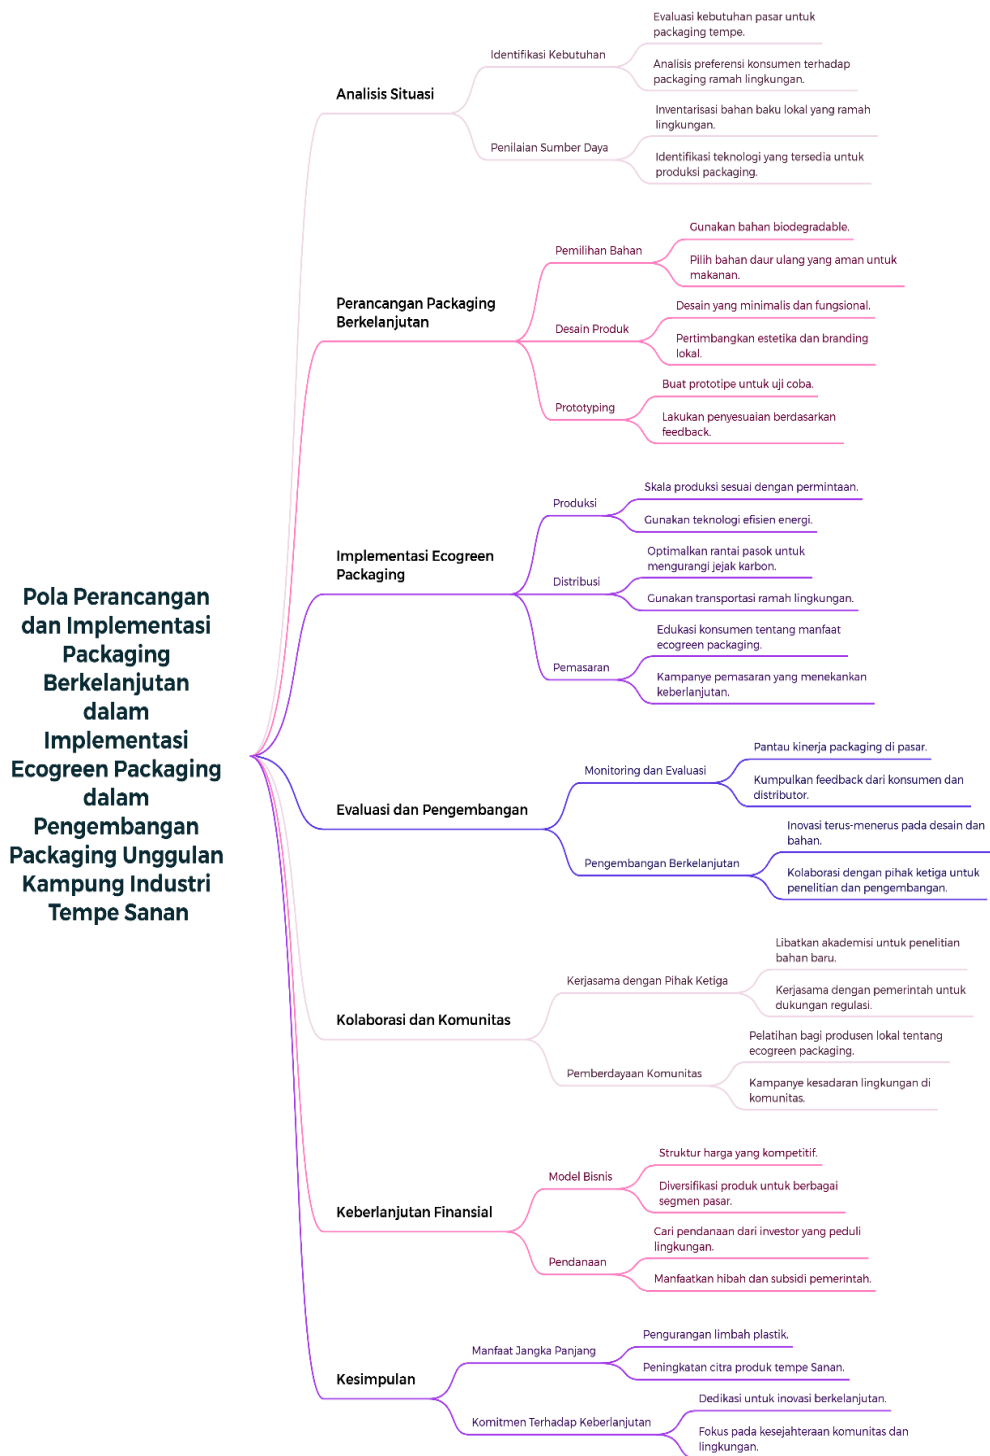 Pola Perancangan
dan Implementasi
Packaging
Berkelanjutan
dalam
Implementasi
Ecogreen Packaging
dalam
Pengembangan
Packaging Unggulan
Kampung Industri
Tempe Sanan
Analisis Situasi
Identifikasi Kebutuhan
Evaluasi kebutuhan pasar untuk
packaging tempe.
Analisis preferensi konsumen terhadap
packaging ramah lingkungan.
Penilaian Sumber Daya
Inventarisasi bahan baku lokal yang ramah
lingkungan.
Identifikasi teknologi yang tersedia untuk
produksi packaging.
Perancangan Packaging
Berkelanjutan
Pemilihan Bahan
Gunakan bahan biodegradable.
Pilih bahan daur ulang yang aman untuk
makanan.
Desain Produk
Desain yang minimalis dan fungsional.
Pertimbangkan estetika dan branding
lokal.
Prototyping
Buat prototipe untuk uji coba.
Lakukan penyesuaian berdasarkan
feedback.
Implementasi Ecogreen
Packaging
Produksi
Skala produksi sesuai dengan permintaan.
Gunakan teknologi efisien energi.
Distribusi
Optimalkan rantai pasok untuk
mengurangi jejak karbon.
Gunakan transportasi ramah lingkungan.
Pemasaran
Edukasi konsumen tentang manfaat
ecogreen packaging.
Kampanye pemasaran yang menekankan
keberlanjutan.
Evaluasi dan Pengembangan
Monitoring dan Evaluasi
Pantau kinerja packaging di pasar.
Kumpulkan feedback dari konsumen dan
distributor.
Pengembangan Berkelanjutan
Inovasi terus-menerus pada desain dan
bahan.
Kolaborasi dengan pihak ketiga untuk
penelitian dan pengembangan.
Kolaborasi dan Komunitas
Kerjasama dengan Pihak Ketiga
Libatkan akademisi untuk penelitian
bahan baru.
Kerjasama dengan pemerintah untuk
dukungan regulasi.
Pemberdayaan Komunitas
Pelatihan bagi produsen lokal tentang
ecogreen packaging.
Kampanye kesadaran lingkungan di
komunitas.
Keberlanjutan Finansial
Model Bisnis
Struktur harga yang kompetitif.
Diversifikasi produk untuk berbagai
segmen pasar.
Pendanaan
Cari pendanaan dari investor yang peduli
lingkungan.
Manfaatkan hibah dan subsidi pemerintah.
Kesimpulan
Manfaat Jangka Panjang
Pengurangan limbah plastik.
Peningkatan citra produk tempe Sanan.
Komitmen Terhadap Keberlanjutan
Dedikasi untuk inovasi berkelanjutan.
Fokus pada kesejahteraan komunitas dan
lingkungan.